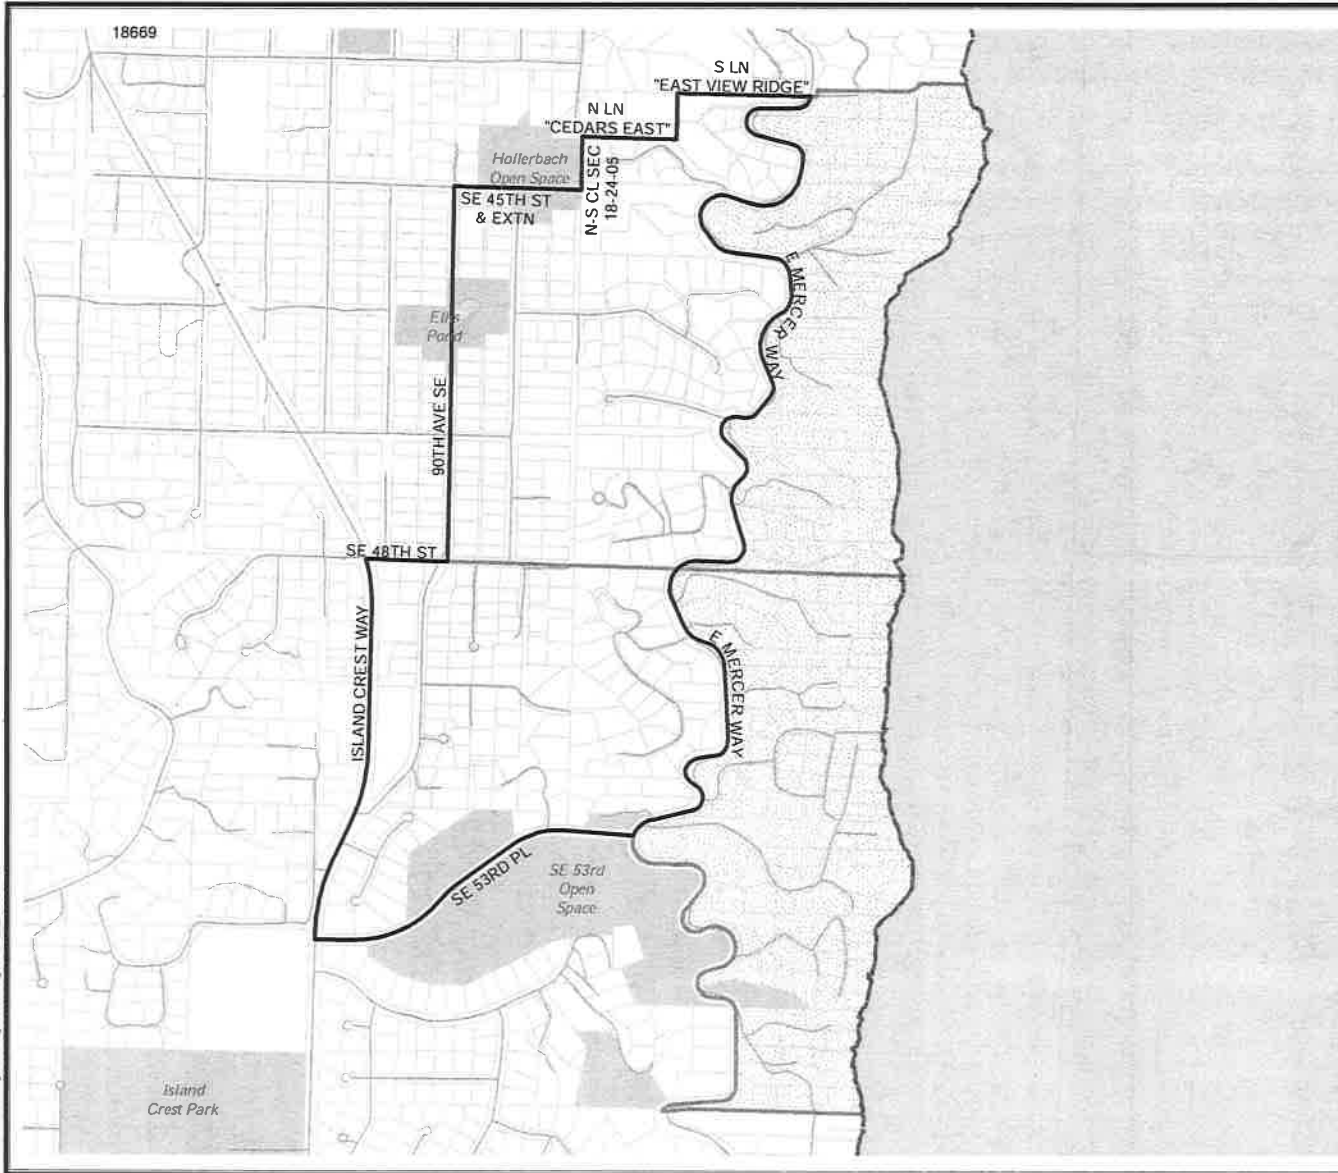 18669
S LN
"EAST VIEW RIDGE"
N LN
"CEDARS EAST"
Hollerbach
Open Space
N-S CL SEC
18-24-05
SE 45TH ST
& EXTN
E MERCER WAY
Ellis
Pond
90TH AVE SE
SE 48TH ST
ISLAND CREST WAY
E MERCER WAY
SE 53RD PL
SE 53rd
Open
Space
Island
Crest Park